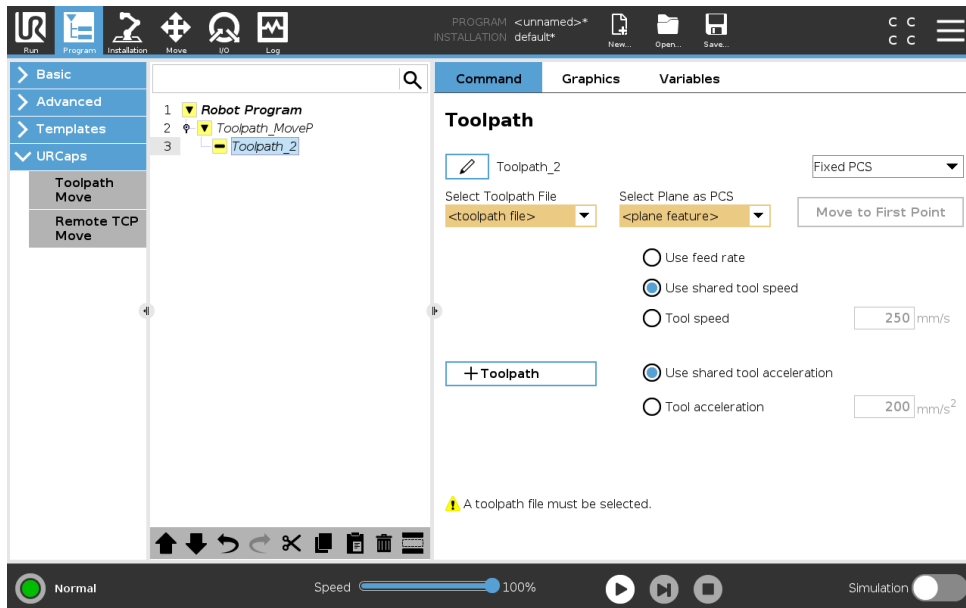 UR
Run
Program
Installation
Move
I/O
Log
PROGRAM <unnamed>*
INSTALLATION default*
New...
Open...
Save...
C C
C C
Basic
Advanced
Templates
URCaps
Toolpath
Move
Remote TCP
Move
1 Robot Program
2 Toolpath_MoveP
3 Toolpath_2
Command Graphics Variables
Toolpath
Toolpath_2
Fixed PCS
Select Toolpath File
<toolpath file>
Select Plane as PCS
<plane feature>
Move to First Point
Use feed rate
Use shared tool speed
Tool speed 250 mm/s
+Toolpath
Use shared tool acceleration
Tool acceleration 200 mm/s²
A toolpath file must be selected.
Normal
Speed 100%
Simulation